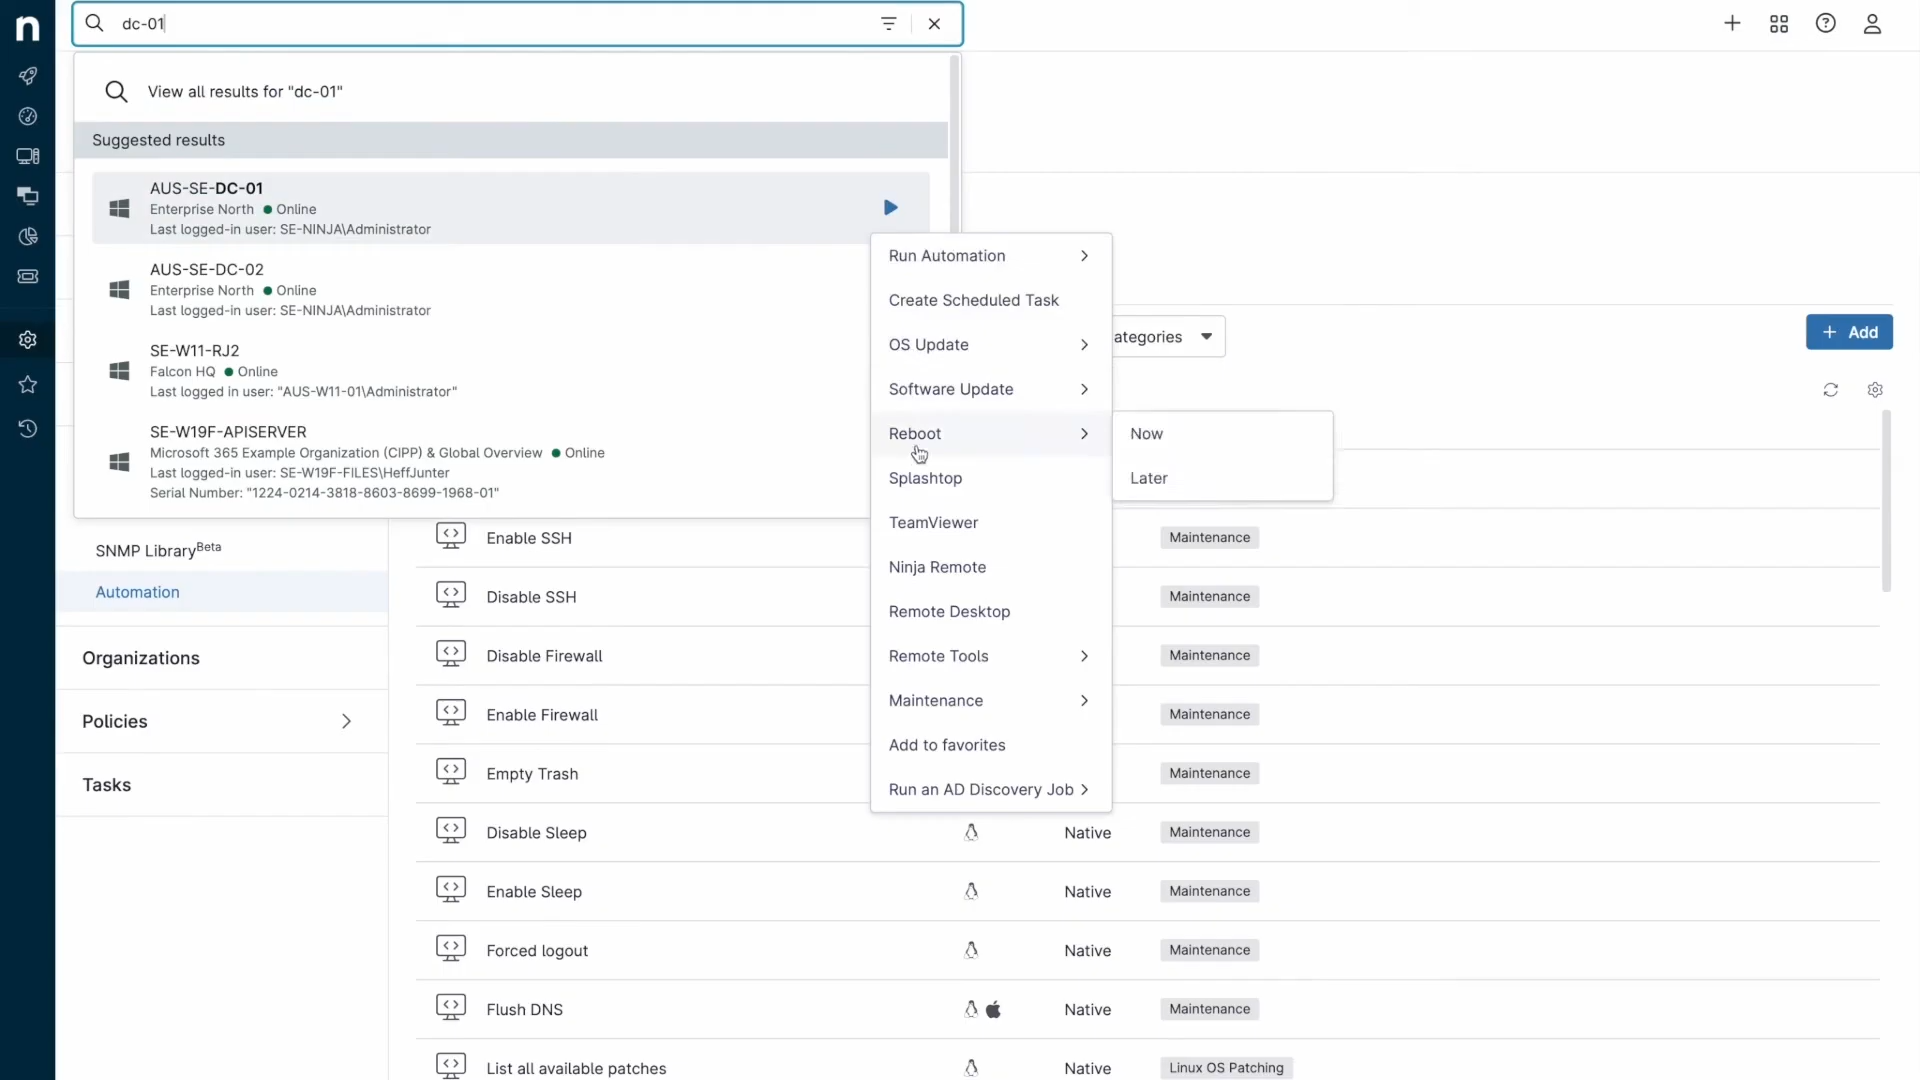 n
dc-01
View all results for "dc-01"
Suggested results
AUS-SE-DC-01
Enterprise North Online
Last logged-in user: SE-NINJA\Administrator
AUS-SE-DC-02
Enterprise North Online
Last logged-in user: SE-NINJA\Administrator
SE-W11-RJ2
Falcon HQ Online
Last logged in user: "AUS-W11-01\Administrator"
SE-W19F-APISERVER
Microsoft 365 Example Organization (CIPP) & Global Overview Online
Last logged-in user: SE-W19F-FILES\HeffJunter
Serial Number: "1224-0214-3818-8603-8699-1968-01"
Run Automation
Create Scheduled Task
OS Update
Software Update
Reboot
Splashtop
TeamViewer
Ninja Remote
Remote Desktop
Remote Tools
Maintenance
Add to favorites
Run an AD Discovery Job
Now
Later
ategories
+ Add
SNMP Library Beta
Automation
Organizations
Policies
Tasks
Enable SSH Maintenance
Disable SSH Maintenance
Disable Firewall Maintenance
Enable Firewall Maintenance
Empty Trash Maintenance
Disable Sleep Native Maintenance
Enable Sleep Native Maintenance
Forced logout Native Maintenance
Flush DNS Native Maintenance
List all available patches Native Linux OS Patching